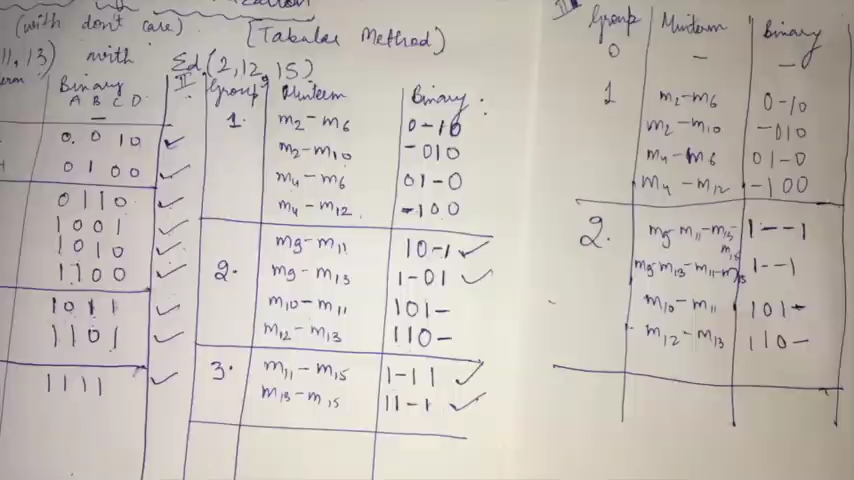 (with don't care)
[Tabular Method)
11, 13) with Σd (2, 12, 15)
Binary
A B C D
–
0 0 1 0 ✓
0 1 0 0 ✓
0 1 1 0 ✓
1 0 0 1 ✓
1 0 1 0 ✓
1 1 0 0 ✓
1 0 1 1 ✓
1 1 0 1 ✓
1 1 1 1 ✓
II. Group Minterm Binary
1. m2-m6 0-10
m2-m10 -010
m4-m6 01-0
m4-m12 -100
m9-m11 10-1 ✓
2. m9-m13 1-01 ✓
m10-m11 101-
m12-m13 110-
3. m11-m15 1-11 ✓
m13-m15 11-1 ✓
Group Minterm Binary
0 – –
1 m2-m6 0-10
m2-m10 -010
m4-m6 01-0
m4-m12 -100
2. m9-m11-m13-m15 1---1
m9-m13-m11-m15 1--1
m10-m11 101-
m12-m13 110-